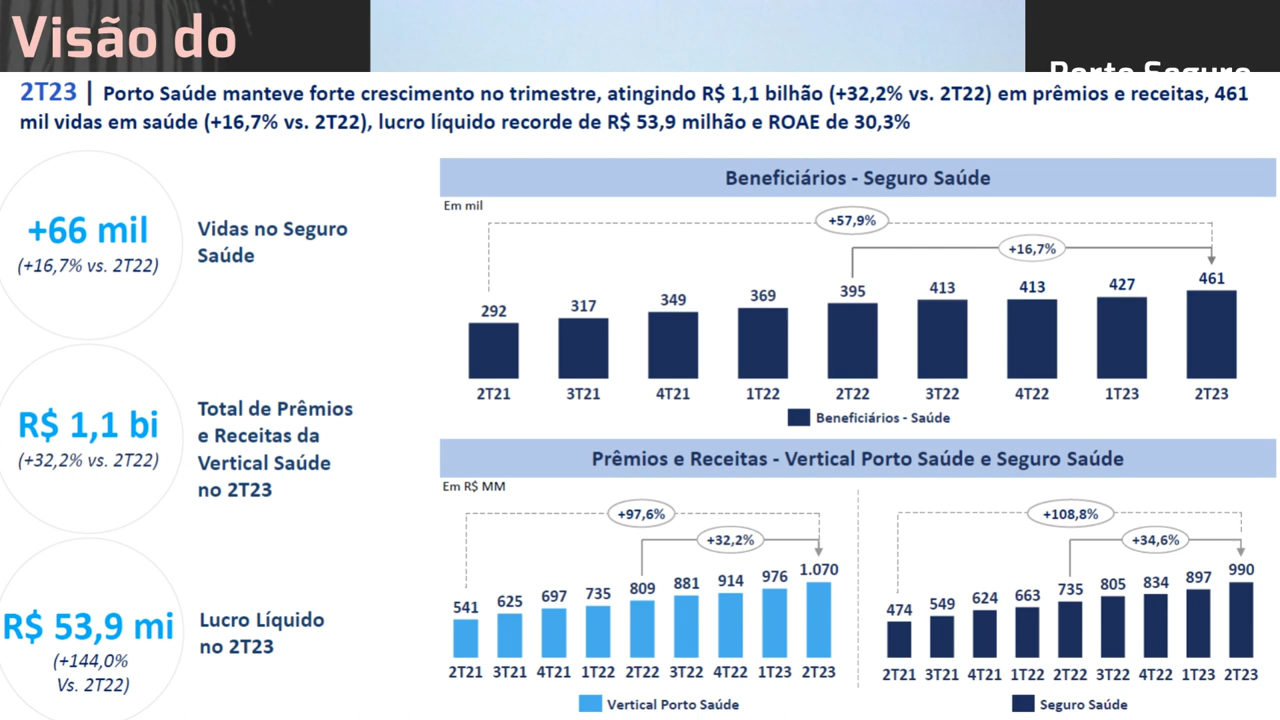 Visão do
Porto Seguro
2T23 | Porto Saúde manteve forte crescimento no trimestre, atingindo R$ 1,1 bilhão (+32,2% vs. 2T22) em prêmios e receitas, 461
mil vidas em saúde (+16,7% vs. 2T22), lucro líquido recorde de R$ 53,9 milhão e ROAE de 30,3%
+66 mil
(+16,7% vs. 2T22)
Vidas no Seguro
Saúde
R$ 1,1 bi
(+32,2% vs. 2T22)
Total de Prêmios
e Receitas da
Vertical Saúde
no 2T23
R$ 53,9 mi
(+144,0%
Vs. 2T22)
Lucro Líquido
no 2T23
Beneficiários - Seguro Saúde
Em mil
+57,9%
+16,7%
292 317 349 369 395 413 413 427 461
2T21 3T21 4T21 1T22 2T22 3T22 4T22 1T23 2T23
Beneficiários - Saúde
Prêmios e Receitas - Vertical Porto Saúde e Seguro Saúde
Em R$ MM
+97,6%
+32,2%
541 625 697 735 809 881 914 976 1.070
2T21 3T21 4T21 1T22 2T22 3T22 4T22 1T23 2T23
Vertical Porto Saúde
+108,8%
+34,6%
474 549 624 663 735 805 834 897 990
2T21 3T21 4T21 1T22 2T22 3T22 4T22 1T23 2T23
Seguro Saúde